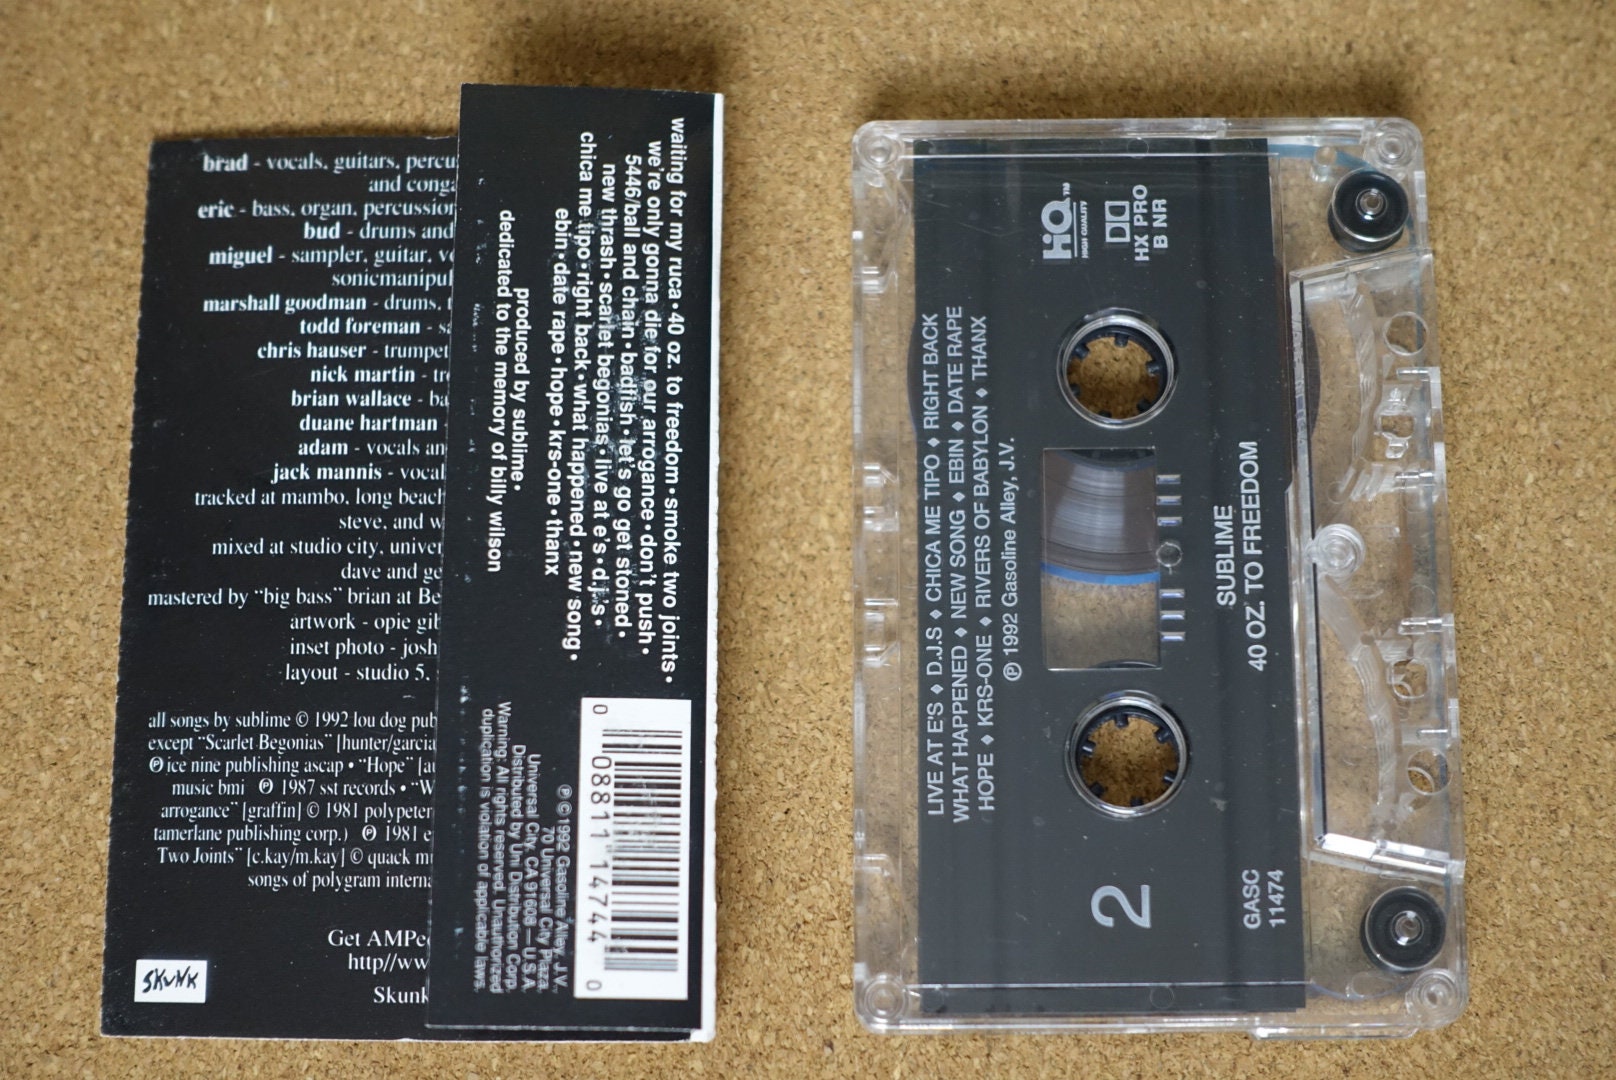 brad - vocals, guitars, percu
and conga
eric - bass, organ, percussion
bud - drums and
miguel - sampler, guitar, vo
sonicmanipul
marshall goodman - drums, t
todd foreman - sa
chris hauser - trumpet
nick martin - tr
brian wallace - ba
duane hartman -
adam - vocals an
jack mannis - vocal
tracked at mambo, long beach
steve, and w
mixed at studio city, univer
dave and ge
mastered by "big bass" brian at Be
artwork - opie gib
inset photo - josh
layout - studio 5,
all songs by sublime © 1992 lou dog pub
except "Scarlet Begonias" [hunter/garcia
℗ ice nine publishing ascap • "Hope" [au
music bmi ℗ 1987 sst records • "W
arrogance" [graffin] © 1981 polypeter
tamerlane publishing corp.) ℗ 1981 e
Two Joints" [c.kay/m.kay] © quack mu
songs of polygram interna
Get AMPed
http//ww
Skunk
SKUNK
waiting for my ruca • 40 oz. to freedom • smoke two joints •
we're only gonna die for our arrogance • don't push •
5446/ball and chain • badfish • let's go get stoned •
new thrash • scarlet begonias • live at e's • d.j.'s •
chica me tipo • right back • what happened • new song •
ebin • date rape • hope • krs-one • thanx
produced by sublime •
dedicated to the memory of billy wilson
0 08811 14744 0
℗ © 1992 Gasoline Alley, J.V.,
70 Universal City Plaza,
Universal City, CA 91608 — U.S.A.
Distributed by Uni Distribution Corp.
Warning: All rights reserved. Unauthorized
duplication is violation of applicable laws.
HiQ™
HIGH QUALITY
HX PRO
B NR
LIVE AT E'S ♦ D.J.S ♦ CHICA ME TIPO ♦ RIGHT BACK
WHAT HAPPENED ♦ NEW SONG ♦ EBIN ♦ DATE RAPE
HOPE ♦ KRS-ONE ♦ RIVERS OF BABYLON ♦ THANX
℗ 1992 Gasoline Alley, J.V.
SUBLIME
40 OZ. TO FREEDOM
2
GASC
11474